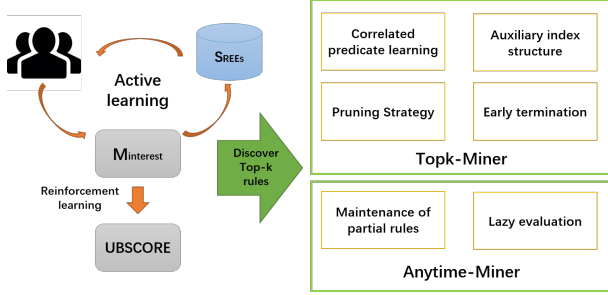 SREEs
Active
learning
Minterest
Reinforcement
learning
UBSCORE
Discover
Top-k
rules
Correlated
predicate learning
Auxiliary index
structure
Pruning Strategy
Early termination
Topk-Miner
Maintenance of
partial rules
Lazy evaluation
Anytime-Miner